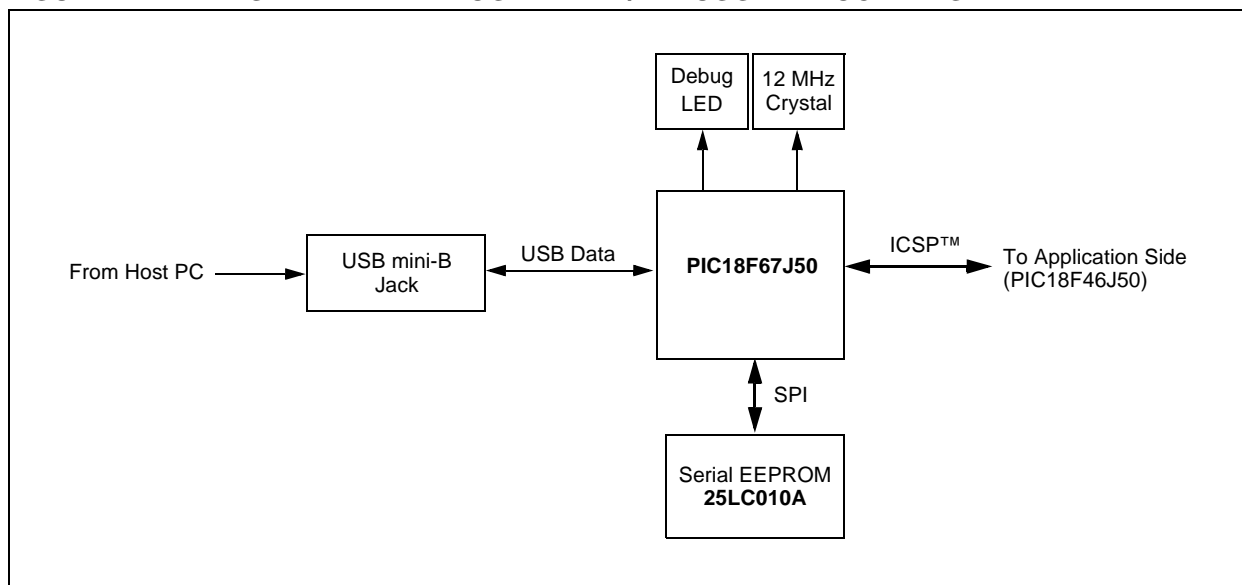 Debug
LED
12 MHz
Crystal
From Host PC
USB mini-B
Jack
USB Data
PIC18F67J50
ICSP™
To Application Side
(PIC18F46J50)
SPI
Serial EEPROM
25LC010A